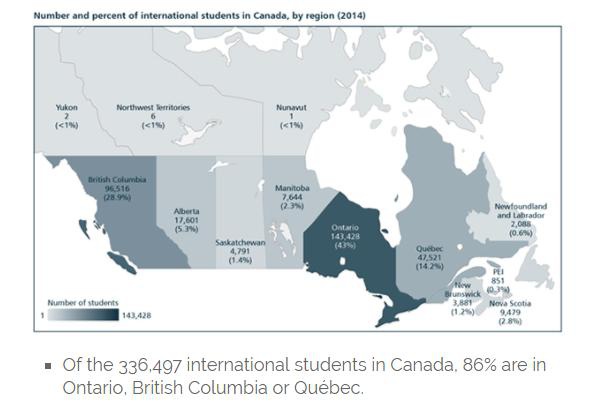 Number and percent of international students in Canada, by region (2014)
Yukon
2
(<1%)
Northwest Territories
6
(<1%)
Nunavut
1
(<1%)
British Columbia
96,516
(28.9%)
Alberta
17,601
(5.3%)
Saskatchewan
4,791
(1.4%)
Manitoba
7,644
(2.3%)
Ontario
143,428
(43%)
Québec
47,521
(14.2%)
Newfoundland
and Labrador
2,088
(0.6%)
PEI
851
(0.3%)
New
Brunswick
3,881
(1.2%)
Nova Scotia
9,479
(2.8%)
Number of students
1 143,428
▪ Of the 336,497 international students in Canada, 86% are in
Ontario, British Columbia or Québec.